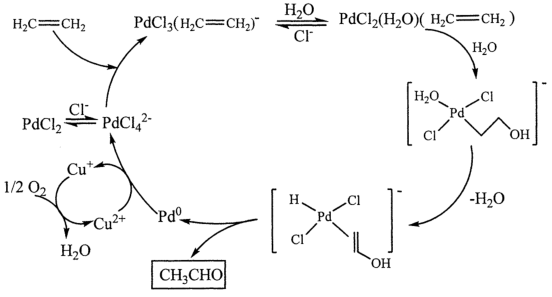 H₂C=CH₂
PdCl₃(H₂C=CH₂)⁻
H₂O
Cl⁻
PdCl₂(H₂O)( H₂C=CH₂ )
H₂O
H₂O
Cl
Pd
Cl
OH
⁻
-H₂O
H
Cl
Pd
Cl
OH
⁻
CH₃CHO
Pd⁰
PdCl₂
Cl⁻
PdCl₄²⁻
Cu⁺
1/2 O₂
Cu²⁺
H₂O